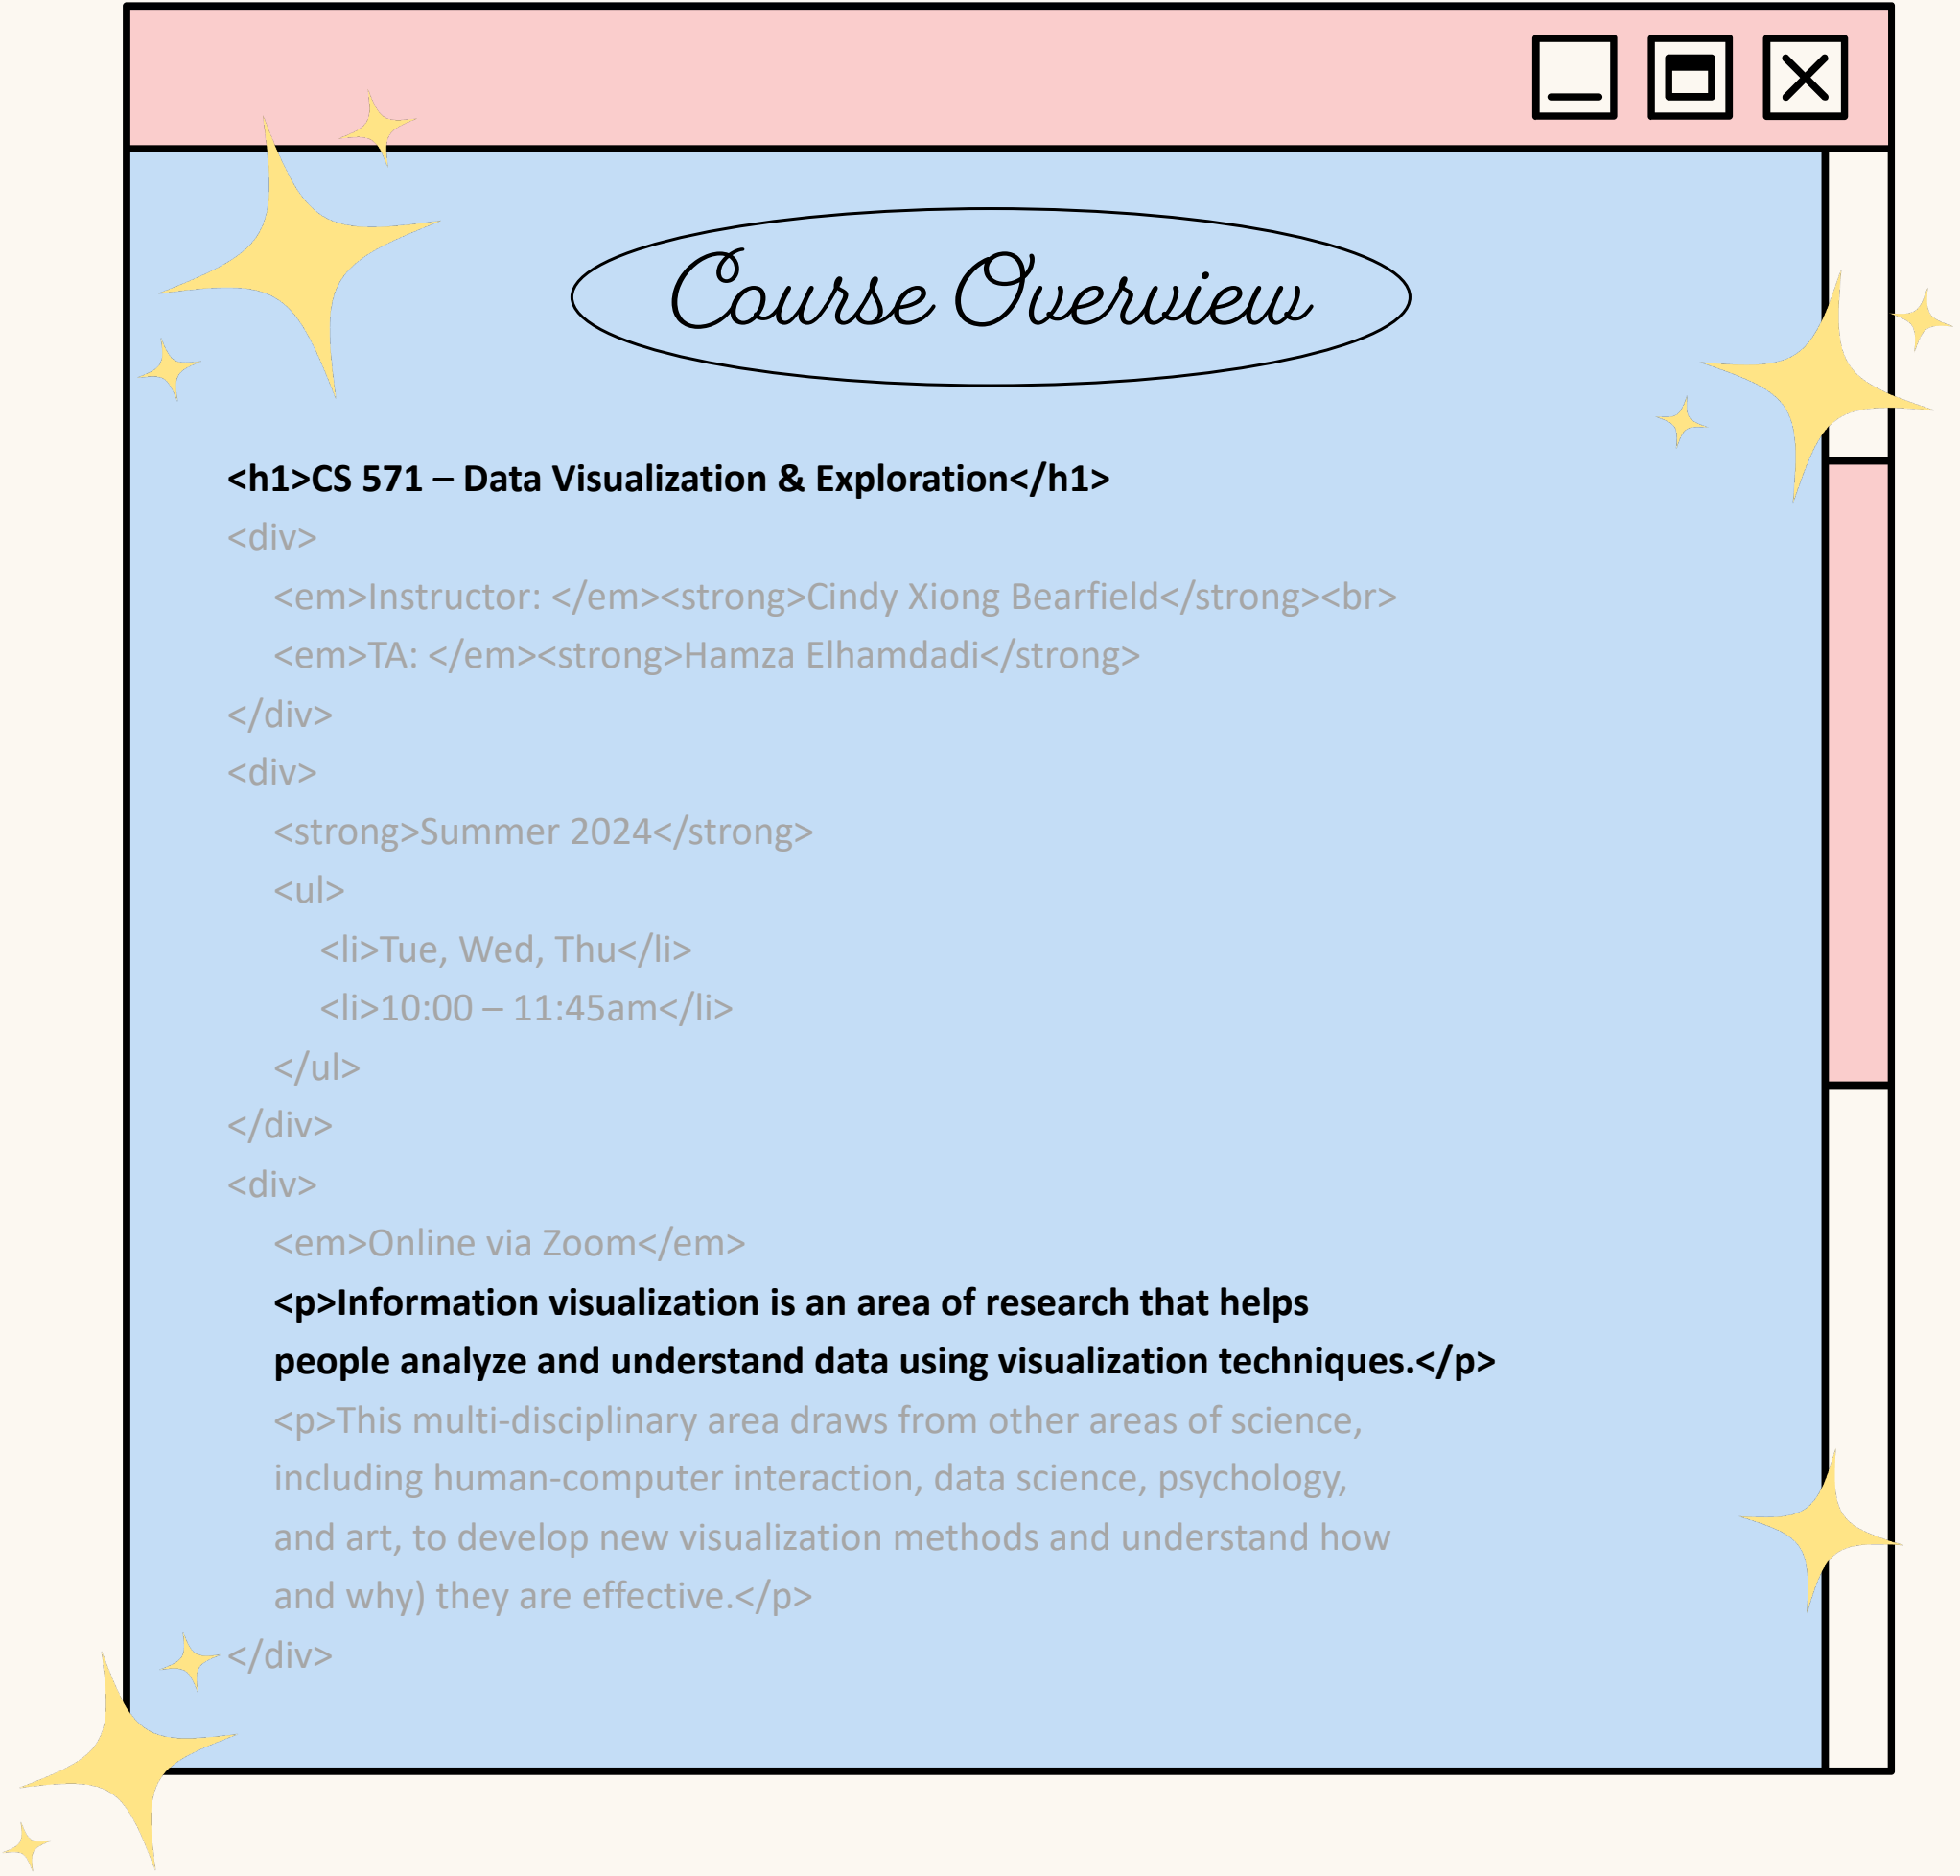 Course Overview
<h1>CS 571 – Data Visualization & Exploration</h1>
<div>
<em>Instructor: </em><strong>Cindy Xiong Bearfield</strong><br>
<em>TA: </em><strong>Hamza Elhamdadi</strong>
</div>
<div>
<strong>Summer 2024</strong>
<ul>
<li>Tue, Wed, Thu</li>
<li>10:00 – 11:45am</li>
</ul>
</div>
<div>
<em>Online via Zoom</em>
<p>Information visualization is an area of research that helps
people analyze and understand data using visualization techniques.</p>
<p>This multi-disciplinary area draws from other areas of science,
including human-computer interaction, data science, psychology,
and art, to develop new visualization methods and understand how
and why) they are effective.</p>
</div>